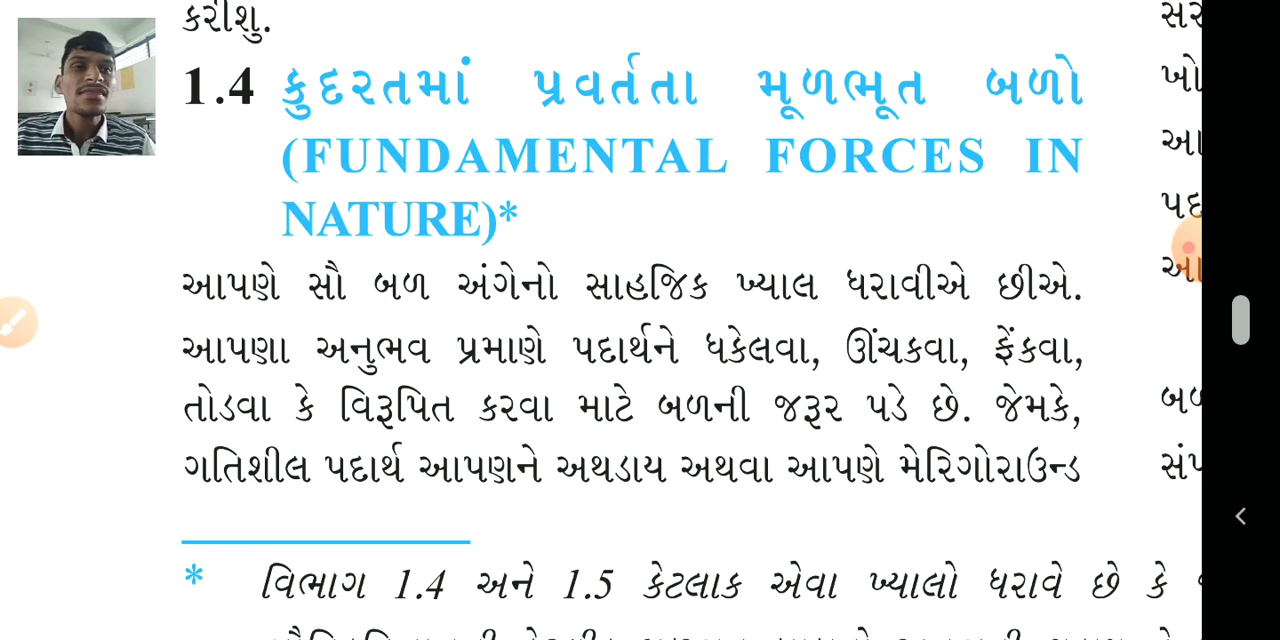 કરીશુ.
1.4 કુદરતમાં પ્રવર્તતા મૂળભૂત બળો
(FUNDAMENTAL FORCES IN
NATURE)*
આપણે સૌ બળ અંગેનો સાહજિક ખ્યાલ ધરાવીએ છીએ.
આપણા અનુભવ પ્રમાણે પદાર્થને ધકેલવા, ઊંચકવા, ફેંકવા,
તોડવા કે વિરૂપિત કરવા માટે બળની જરૂર પડે છે. જેમકે,
ગતિશીલ પદાર્થ આપણને અથડાય અથવા આપણે મેરિગોરાઉન્ડ
* વિભાગ 1.4 અને 1.5 કેટલાક એવા ખ્યાલો ધરાવે છે કે